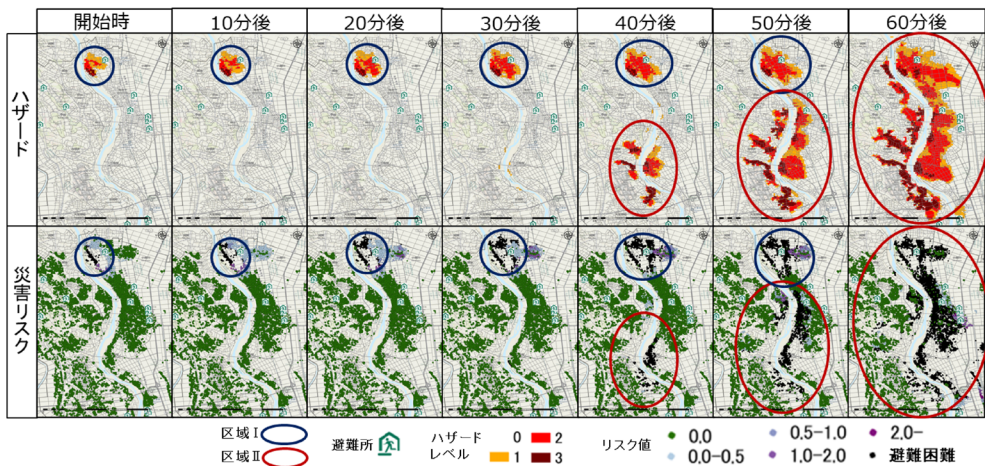 開始時 10分後 20分後 30分後 40分後 50分後 60分後
ハザード
災害リスク
区域Ⅰ
区域Ⅱ
避難所
ハザード
レベル
0 2
1 3
リスク値
0.0 0.5-1.0 2.0-
0.0-0.5 1.0-2.0 避難困難